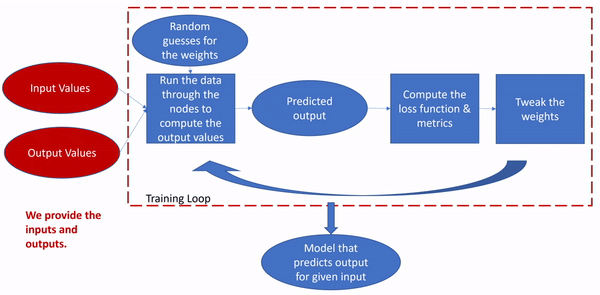 Random
guesses for
the weights
Input Values
Output Values
Run the data
through the
nodes to
compute the
output values
Predicted
output
Compute the
loss function &
metrics
Tweak the
weights
Training Loop
We provide the
inputs and
outputs.
Model that
predicts output
for given input